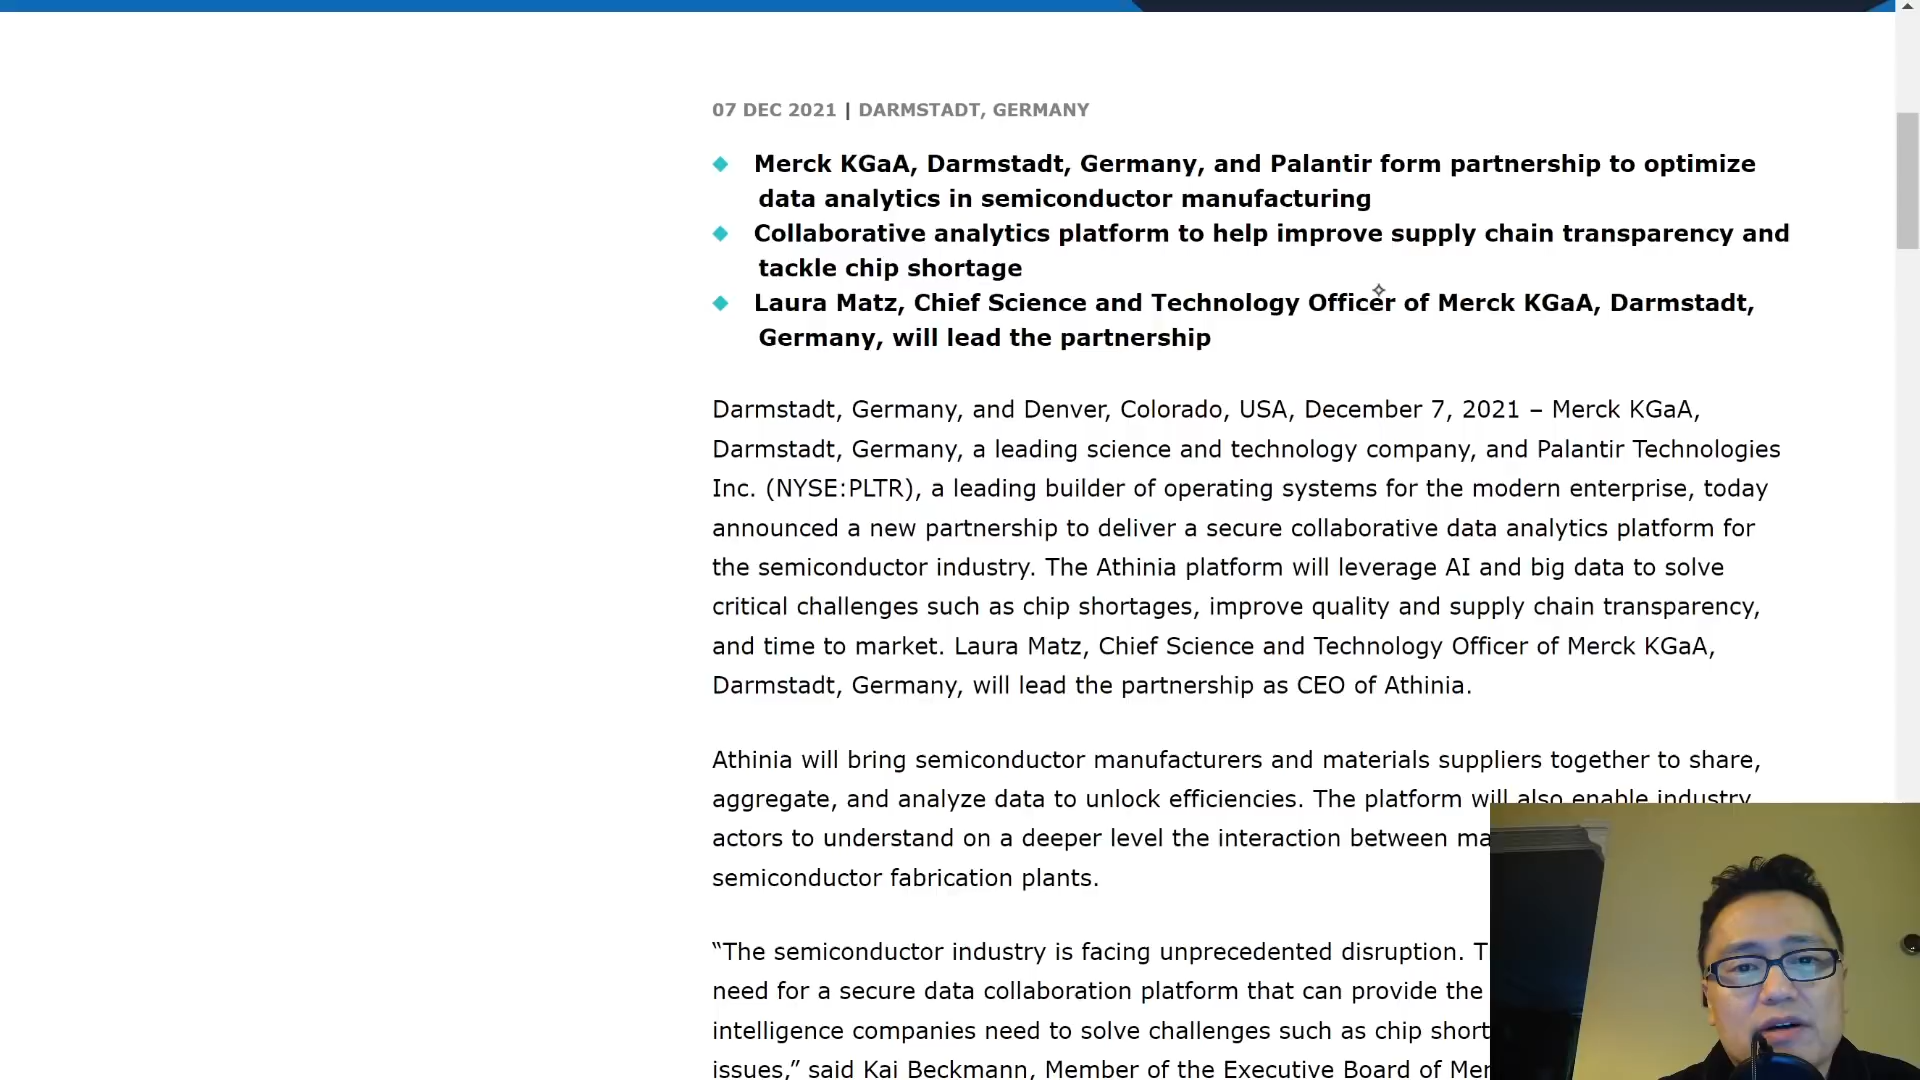 07 DEC 2021 | DARMSTADT, GERMANY
Merck KGaA, Darmstadt, Germany, and Palantir form partnership to optimize
data analytics in semiconductor manufacturing
Collaborative analytics platform to help improve supply chain transparency and
tackle chip shortage
Laura Matz, Chief Science and Technology Officer of Merck KGaA, Darmstadt,
Germany, will lead the partnership
Darmstadt, Germany, and Denver, Colorado, USA, December 7, 2021 – Merck KGaA,
Darmstadt, Germany, a leading science and technology company, and Palantir Technologies
Inc. (NYSE:PLTR), a leading builder of operating systems for the modern enterprise, today
announced a new partnership to deliver a secure collaborative data analytics platform for
the semiconductor industry. The Athinia platform will leverage AI and big data to solve
critical challenges such as chip shortages, improve quality and supply chain transparency,
and time to market. Laura Matz, Chief Science and Technology Officer of Merck KGaA,
Darmstadt, Germany, will lead the partnership as CEO of Athinia.
Athinia will bring semiconductor manufacturers and materials suppliers together to share,
aggregate, and analyze data to unlock efficiencies. The platform will also enable industry
actors to understand on a deeper level the interaction between
semiconductor fabrication plants.
“The semiconductor industry is facing unprecedented disruption.
need for a secure data collaboration platform that can provide the
intelligence companies need to solve challenges such as chip
issues,” said Kai Beckmann, Member of the Executive Board of